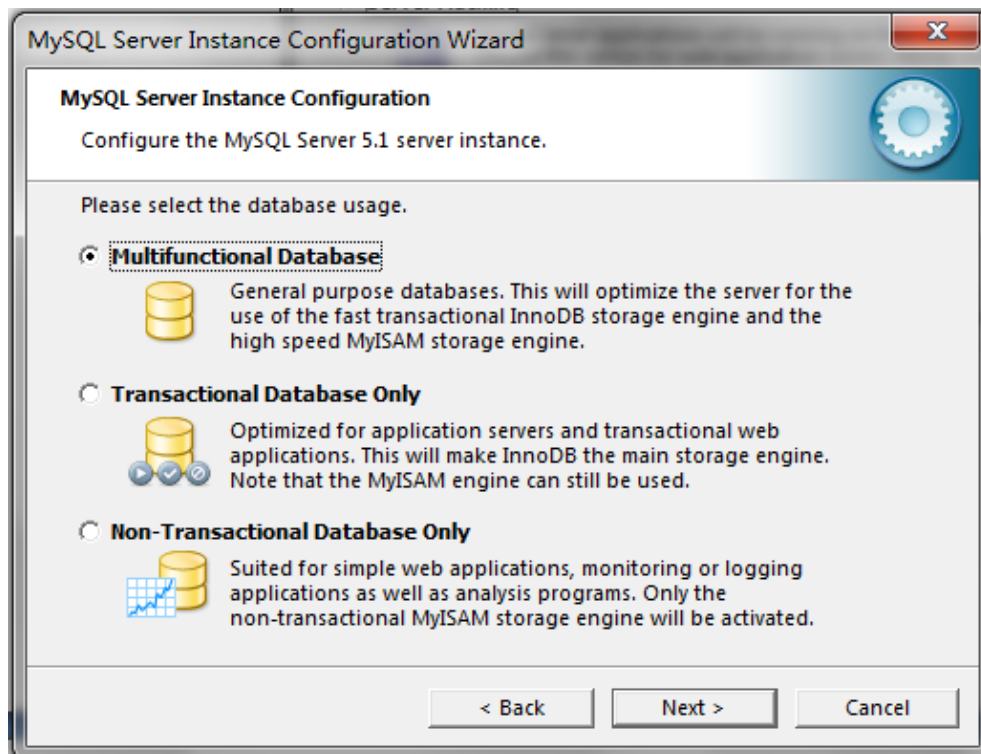 MySQL Server Instance Configuration Wizard
MySQL Server Instance Configuration
Configure the MySQL Server 5.1 server instance.
Please select the database usage.
Multifunctional Database
General purpose databases. This will optimize the server for the
use of the fast transactional InnoDB storage engine and the
high speed MyISAM storage engine.
Transactional Database Only
Optimized for application servers and transactional web
applications. This will make InnoDB the main storage engine.
Note that the MyISAM engine can still be used.
Non-Transactional Database Only
Suited for simple web applications, monitoring or logging
applications as well as analysis programs. Only the
non-transactional MyISAM storage engine will be activated.
< Back Next > Cancel